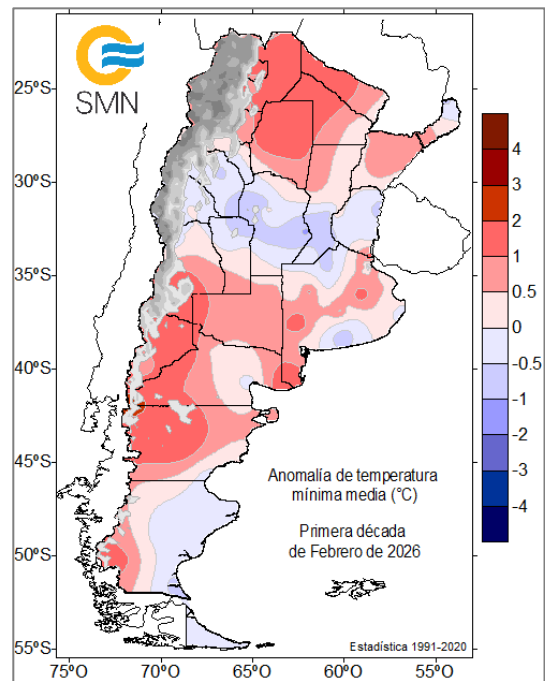 SMN
25ºS
30ºS
35ºS
40ºS
45ºS
50ºS
55ºS
75ºO
70ºO
65ºO
60ºO
55ºO
4
3
2
1
0.5
0
-0.5
-1
-2
-3
-4
Anomalía de temperatura
mínima media (°C)
Primera década
de Febrero de 2026
Estadística 1991-2020